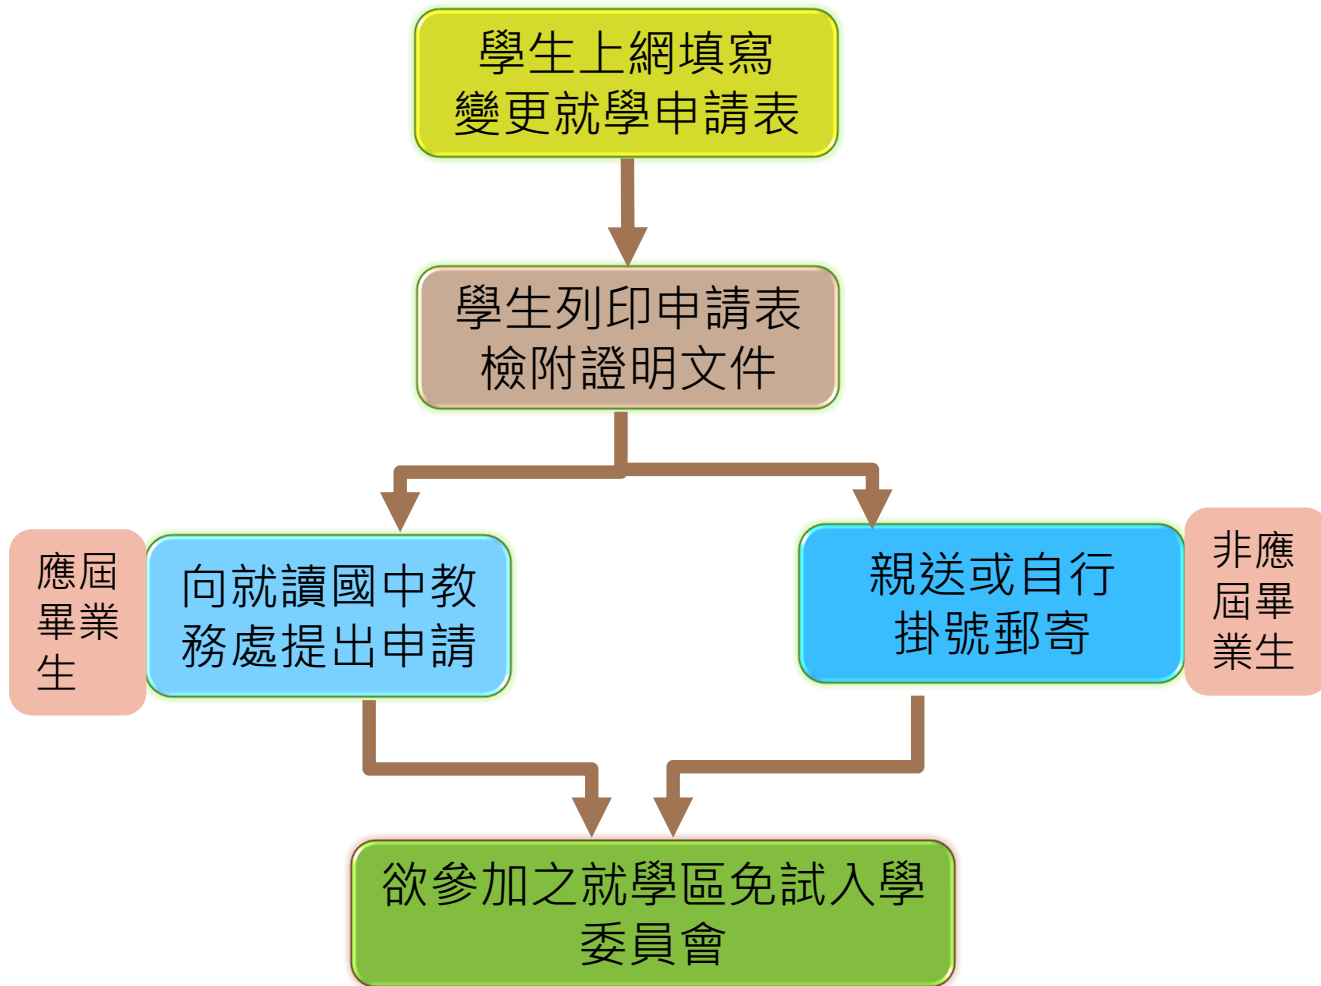 學生上網填寫
變更就學申請表
學生列印申請表
檢附證明文件
應屆
畢業
生
向就讀國中教
務處提出申請
親送或自行
掛號郵寄
非應
屆畢
業生
欲參加之就學區免試入學
委員會